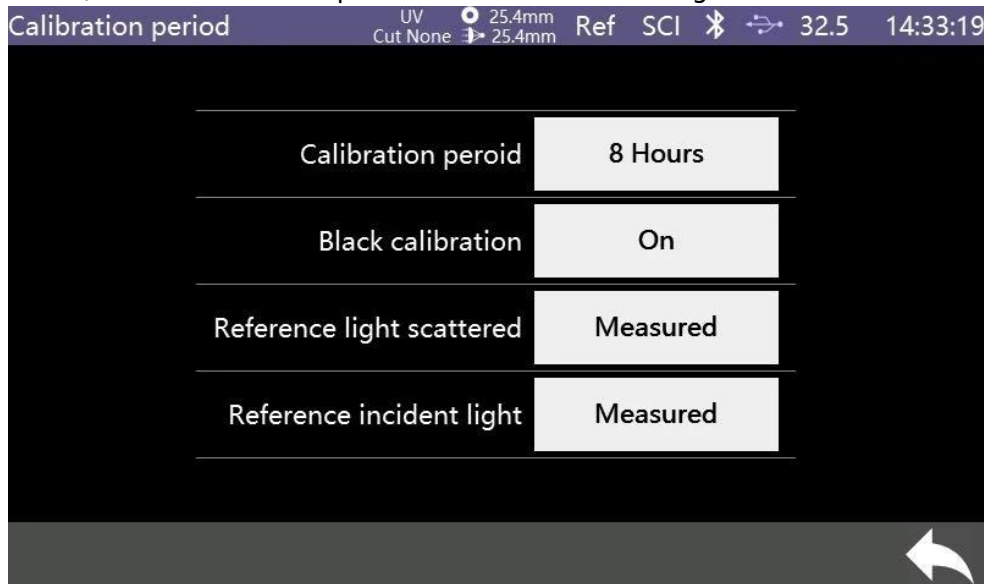 Calibration period UV 25.4mm Ref SCI 32.5 14:33:19
Cut None 25.4mm
Calibration peroid 8 Hours
Black calibration On
Reference light scattered Measured
Reference incident light Measured